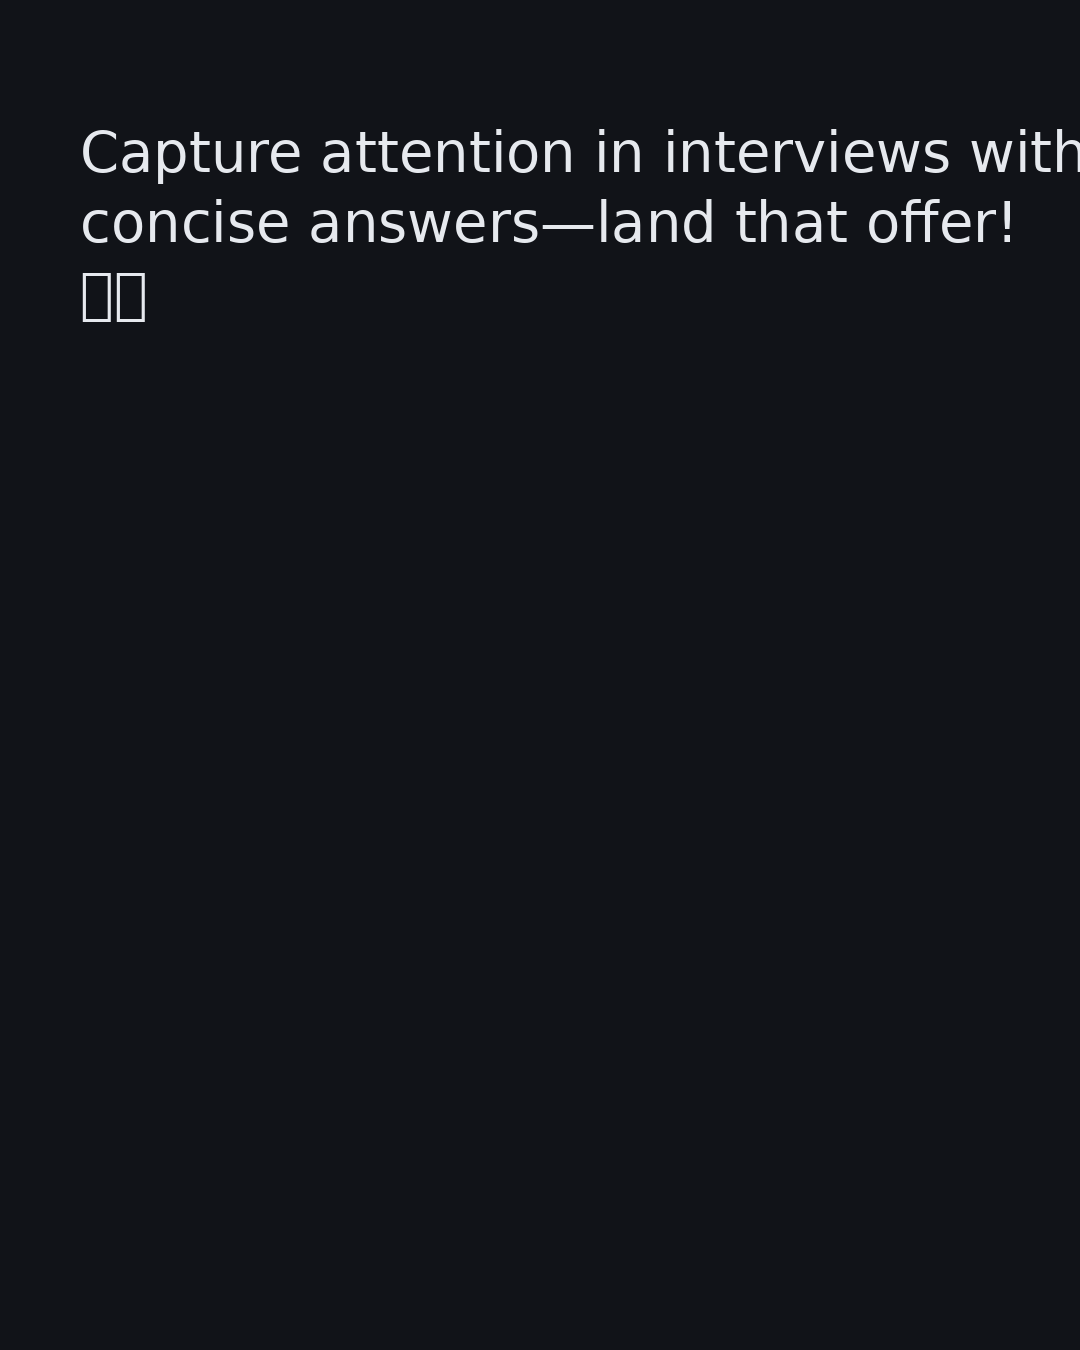 Capture attention in interviews with
concise answers—land that offer!